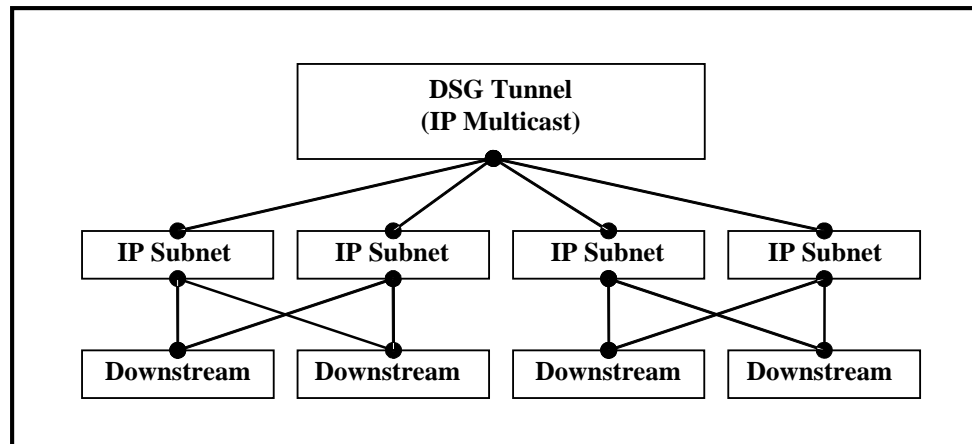 DSG Tunnel
(IP Multicast)
IP Subnet
IP Subnet
IP Subnet
IP Subnet
Downstream
Downstream
Downstream
Downstream